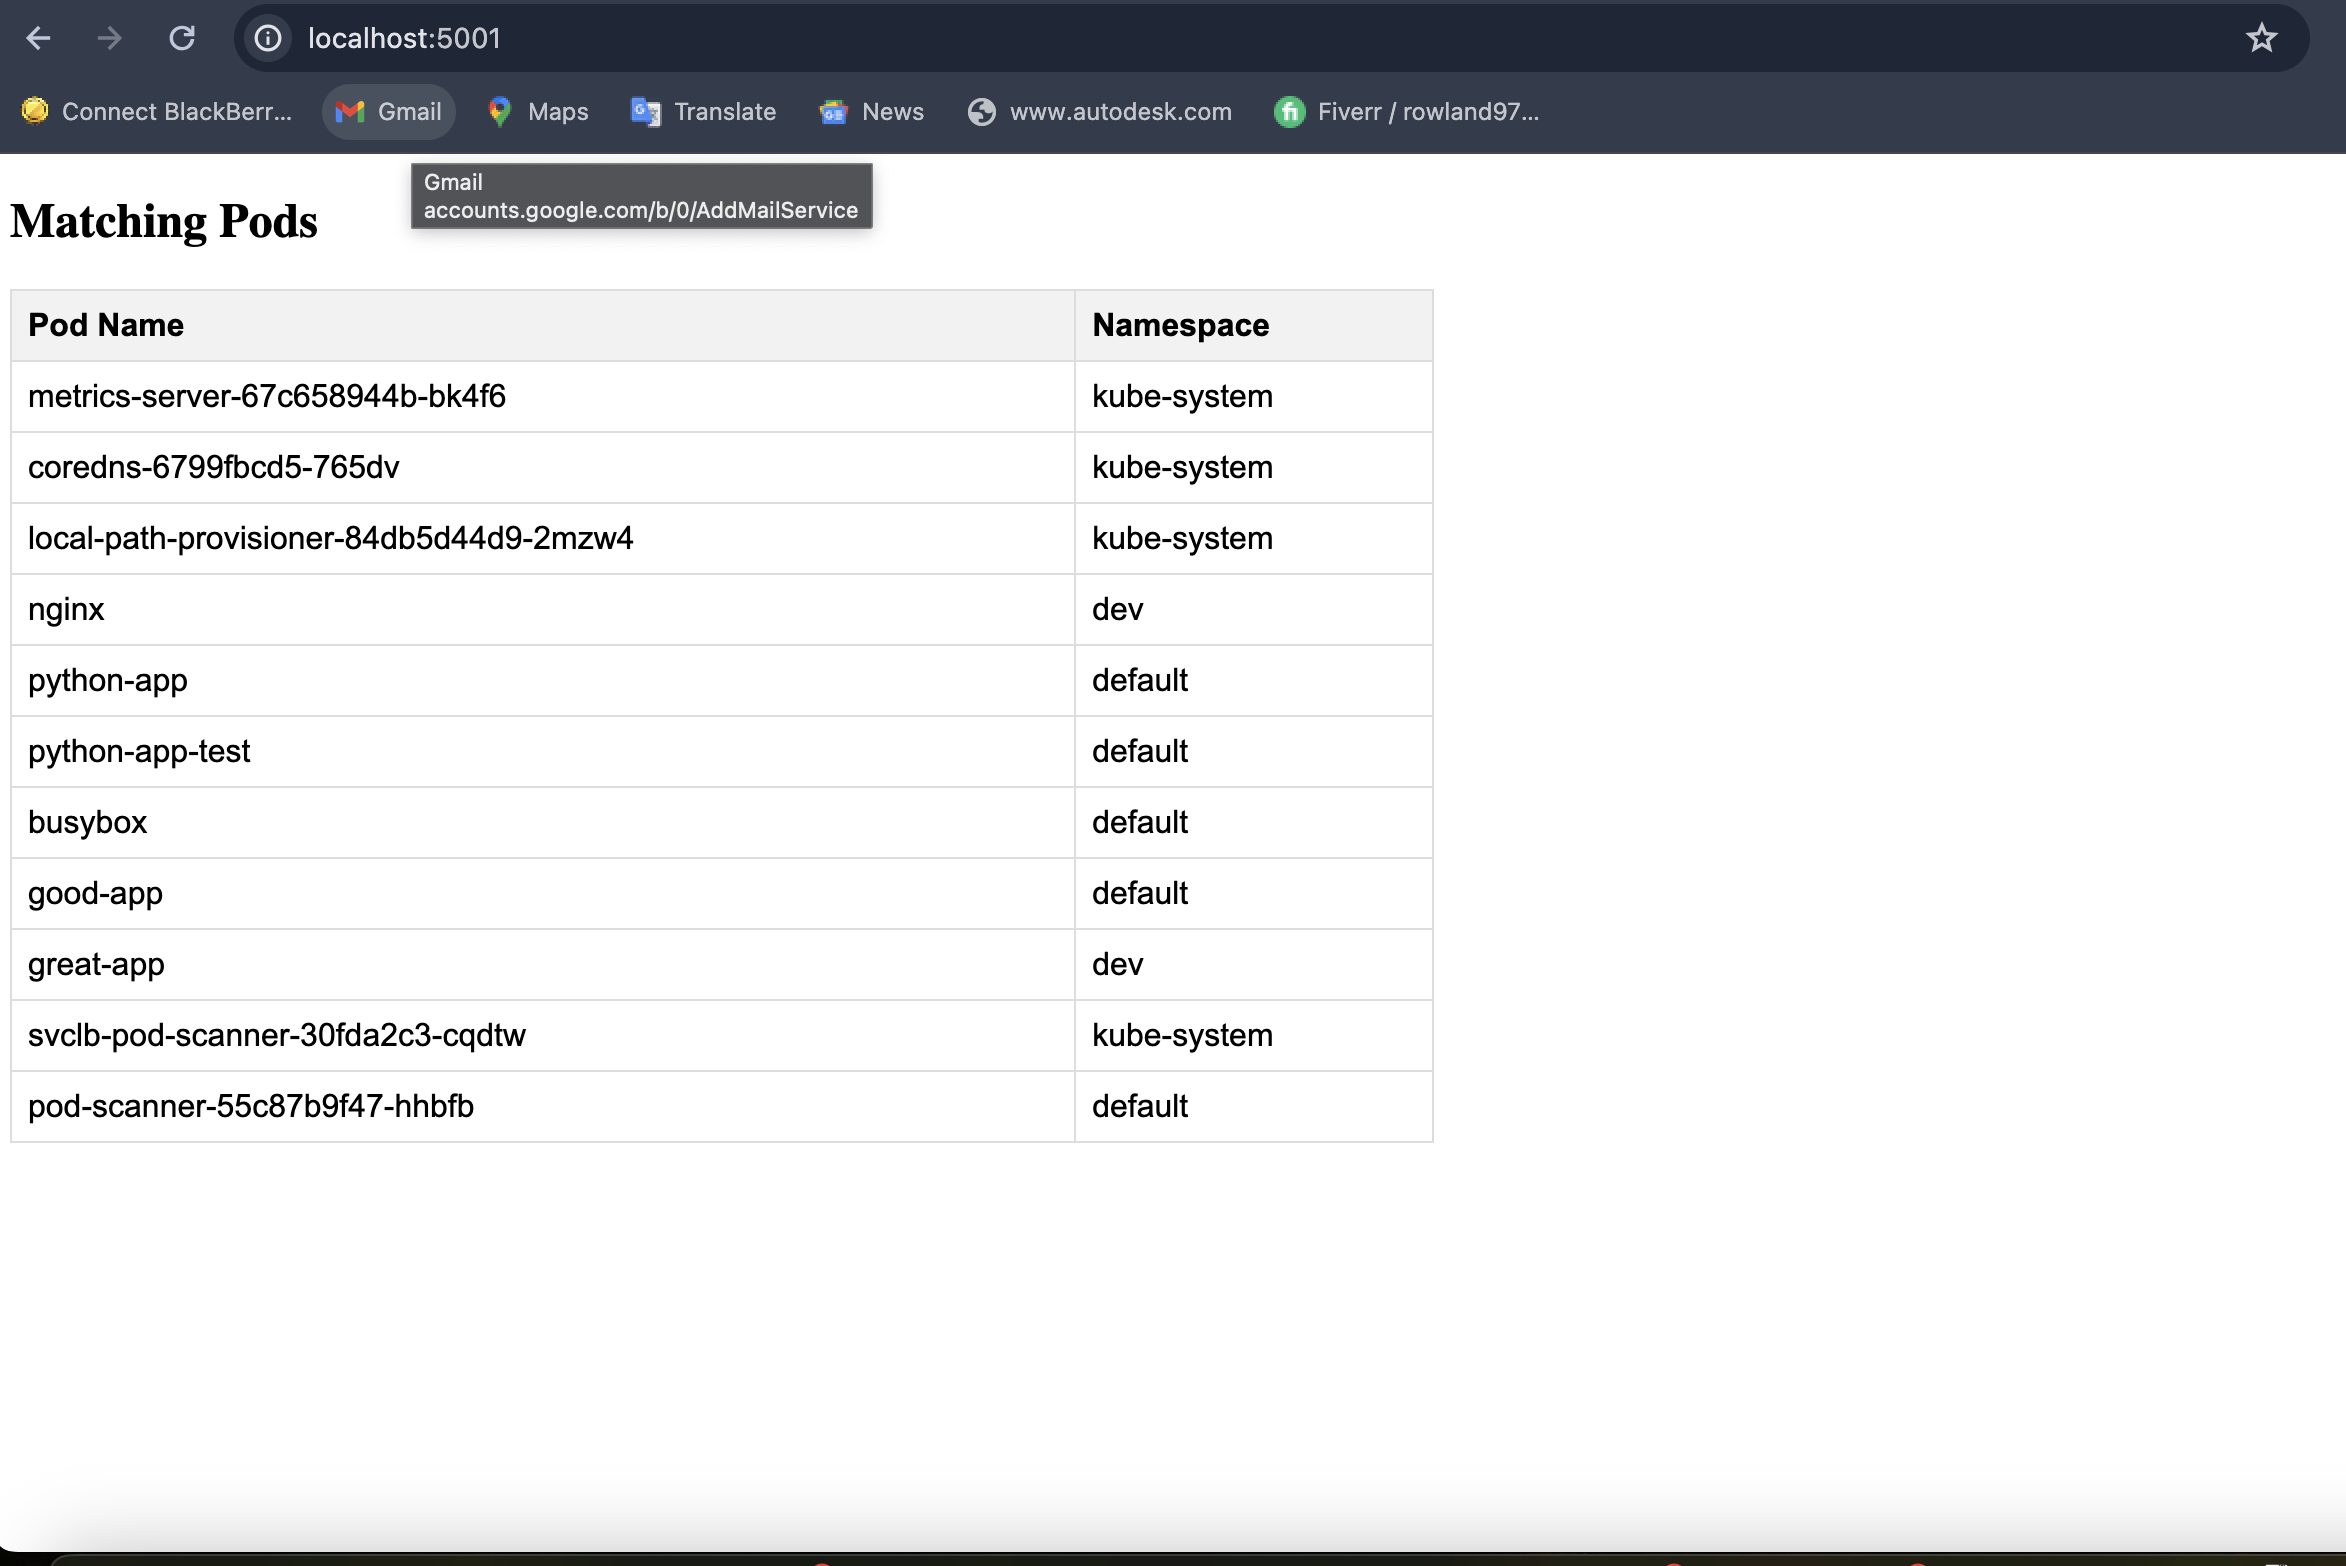 localhost:5001
Connect BlackBerr... Gmail Maps Translate News www.autodesk.com Fiverr / rowland97...
Gmail
accounts.google.com/b/0/AddMailService
Matching Pods
Pod Name Namespace
metrics-server-67c658944b-bk4f6 kube-system
coredns-6799fbcd5-765dv kube-system
local-path-provisioner-84db5d44d9-2mzw4 kube-system
nginx dev
python-app default
python-app-test default
busybox default
good-app default
great-app dev
svclb-pod-scanner-30fda2c3-cqdtw kube-system
pod-scanner-55c87b9f47-hhbfb default